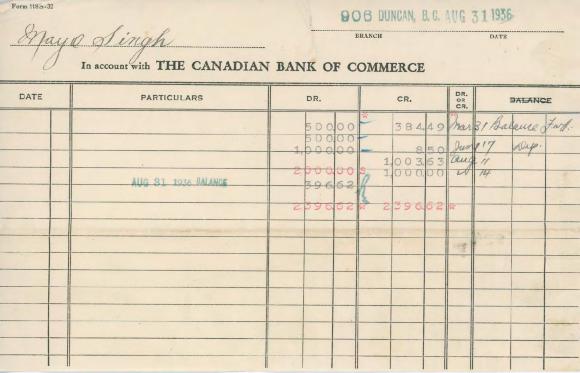 Form 118½-32
906 DUNCAN, B.C. AUG 31 1936
BRANCH DATE
Mayo Singh
In account with THE CANADIAN BANK OF COMMERCE
DATE PARTICULARS DR. CR. DR. OR CR. BALANCE
500.00 384.49 Mar 31 Balance Fwd.
500.00
1,000.00 8.50 June 17 Dep.
1,003.63 Aug 11
2000.00 S 1,000.00 " 14
AUG 31 1936 BALANCE 396.62
2396.62 * 2396.62 *